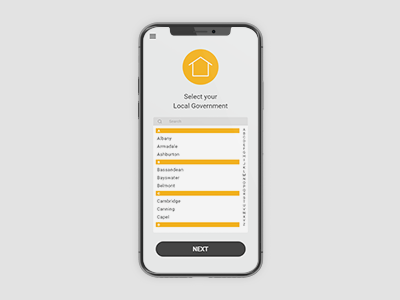 Select your
Local Government
Search
Albany
Armadale
Ashburton
Bassendean
Bayswater
Belmont
Cambridge
Canning
Capel
NEXT